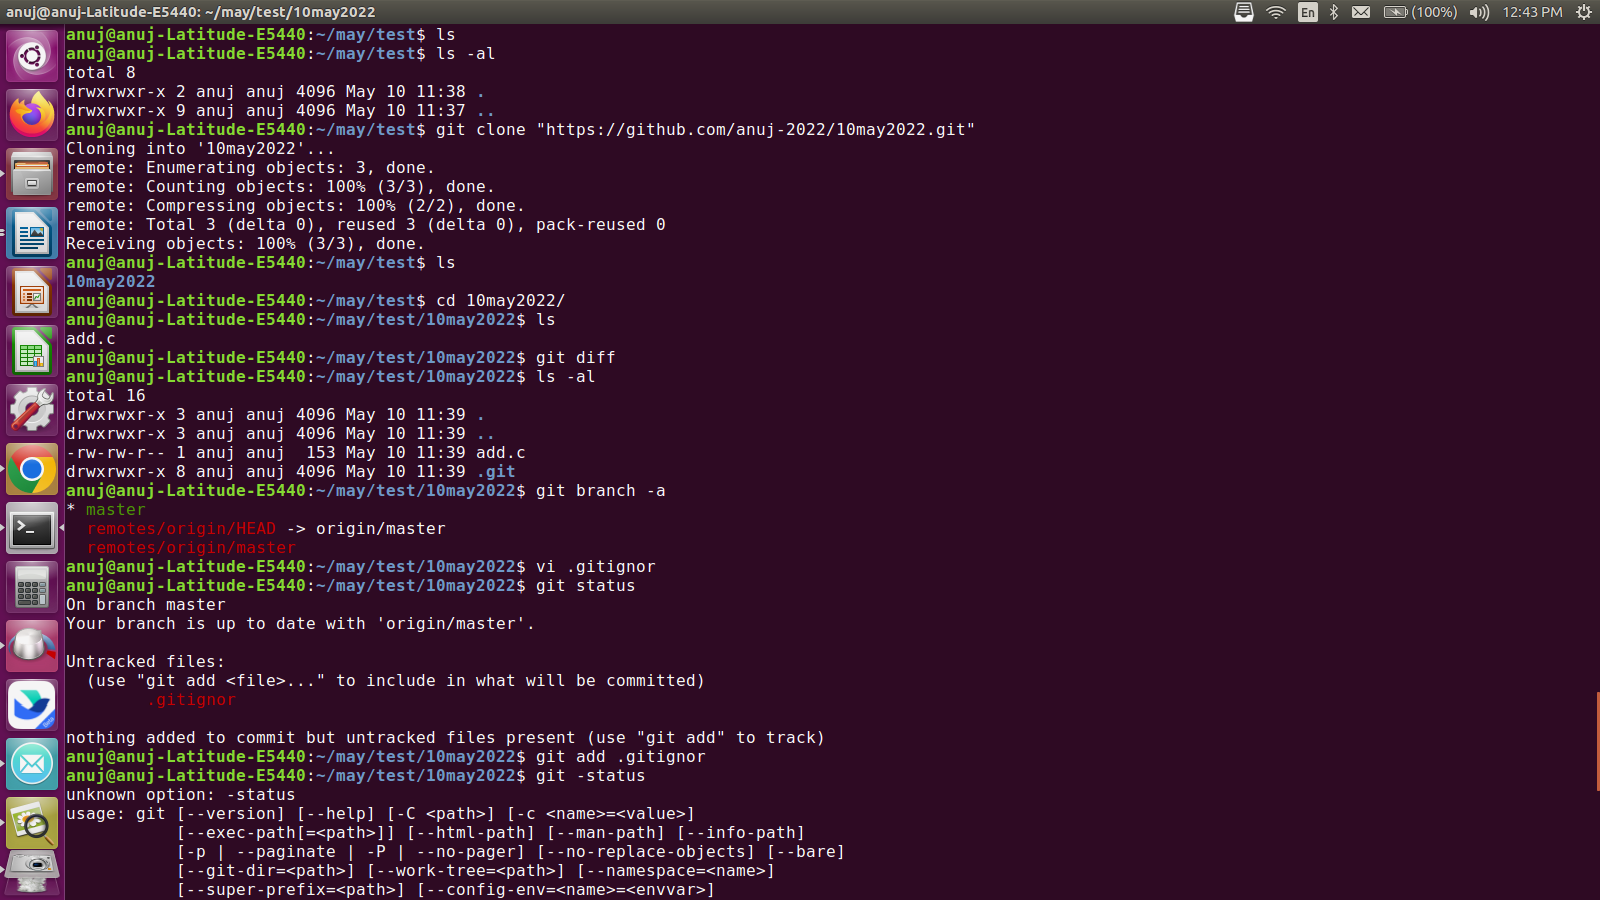 anuj@anuj-Latitude-E5440: ~/may/test/10may2022
En
(100%)
12:43 PM
anuj@anuj-Latitude-E5440:~/may/test$ ls
anuj@anuj-Latitude-E5440:~/may/test$ ls -al
total 8
drwxrwxr-x 2 anuj anuj 4096 May 10 11:38 .
drwxrwxr-x 9 anuj anuj 4096 May 10 11:37 ..
anuj@anuj-Latitude-E5440:~/may/test$ git clone "https://github.com/anuj-2022/10may2022.git"
Cloning into '10may2022'...
remote: Enumerating objects: 3, done.
remote: Counting objects: 100% (3/3), done.
remote: Compressing objects: 100% (2/2), done.
remote: Total 3 (delta 0), reused 3 (delta 0), pack-reused 0
Receiving objects: 100% (3/3), done.
anuj@anuj-Latitude-E5440:~/may/test$ ls
10may2022
anuj@anuj-Latitude-E5440:~/may/test$ cd 10may2022/
anuj@anuj-Latitude-E5440:~/may/test/10may2022$ ls
add.c
anuj@anuj-Latitude-E5440:~/may/test/10may2022$ git diff
anuj@anuj-Latitude-E5440:~/may/test/10may2022$ ls -al
total 16
drwxrwxr-x 3 anuj anuj 4096 May 10 11:39 .
drwxrwxr-x 3 anuj anuj 4096 May 10 11:39 ..
-rw-rw-r-- 1 anuj anuj  153 May 10 11:39 add.c
drwxrwxr-x 8 anuj anuj 4096 May 10 11:39 .git
anuj@anuj-Latitude-E5440:~/may/test/10may2022$ git branch -a
* master
  remotes/origin/HEAD -> origin/master
  remotes/origin/master
anuj@anuj-Latitude-E5440:~/may/test/10may2022$ vi .gitignor
anuj@anuj-Latitude-E5440:~/may/test/10may2022$ git status
On branch master
Your branch is up to date with 'origin/master'.
Untracked files:
  (use "git add <file>..." to include in what will be committed)
        .gitignor
nothing added to commit but untracked files present (use "git add" to track)
anuj@anuj-Latitude-E5440:~/may/test/10may2022$ git add .gitignor
anuj@anuj-Latitude-E5440:~/may/test/10may2022$ git -status
unknown option: -status
usage: git [--version] [--help] [-C <path>] [-c <name>=<value>]
           [--exec-path[=<path>]] [--html-path] [--man-path] [--info-path]
           [-p | --paginate | -P | --no-pager] [--no-replace-objects] [--bare]
           [--git-dir=<path>] [--work-tree=<path>] [--namespace=<name>]
           [--super-prefix=<path>] [--config-env=<name>=<envvar>]